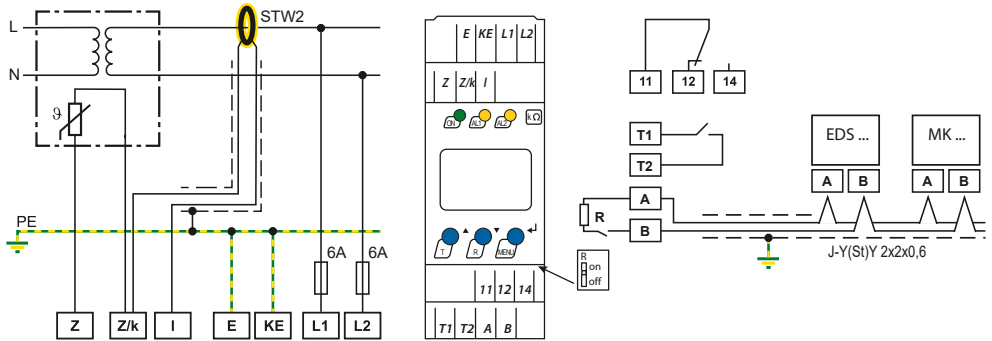 L
STW2
N
ϑ
PE
6A
6A
Z
Z/k
I
E
KE
L1
L2
E
KE
L1
L2
Z
Z/k
I
ON
AL1
AL2
kΩ
T
R
MENU
11
12
14
T1
T2
A
B
R
on
off
11
12
14
T1
T2
A
R
B
EDS ...
MK ...
A
B
A
B
J-Y(St)Y 2x2x0,6